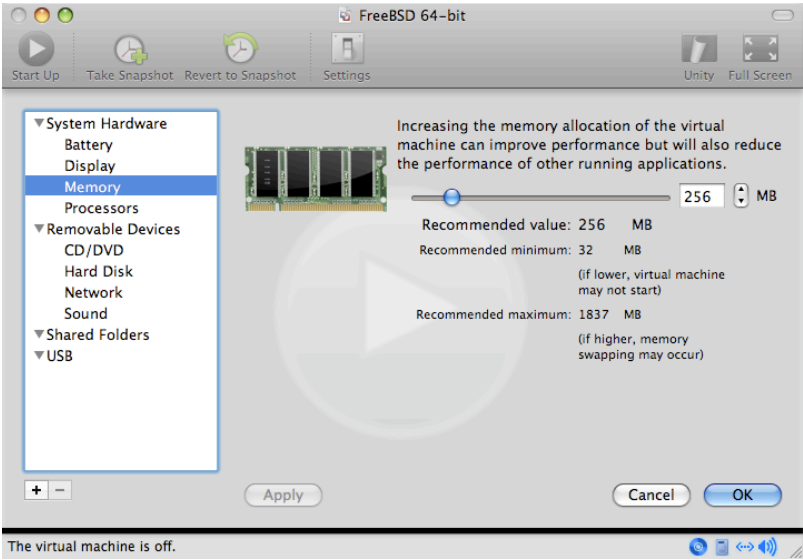 FreeBSD 64-bit
Start Up Take Snapshot Revert to Snapshot Settings Unity Full Screen
▼System Hardware
Battery
Display
Memory
Processors
▼Removable Devices
CD/DVD
Hard Disk
Network
Sound
▼Shared Folders
▼USB
Increasing the memory allocation of the virtual
machine can improve performance but will also reduce
the performance of other running applications.
256 MB
Recommended value: 256 MB
Recommended minimum: 32 MB
(if lower, virtual machine
may not start)
Recommended maximum: 1837 MB
(if higher, memory
swapping may occur)
+ −
Apply Cancel OK
The virtual machine is off.